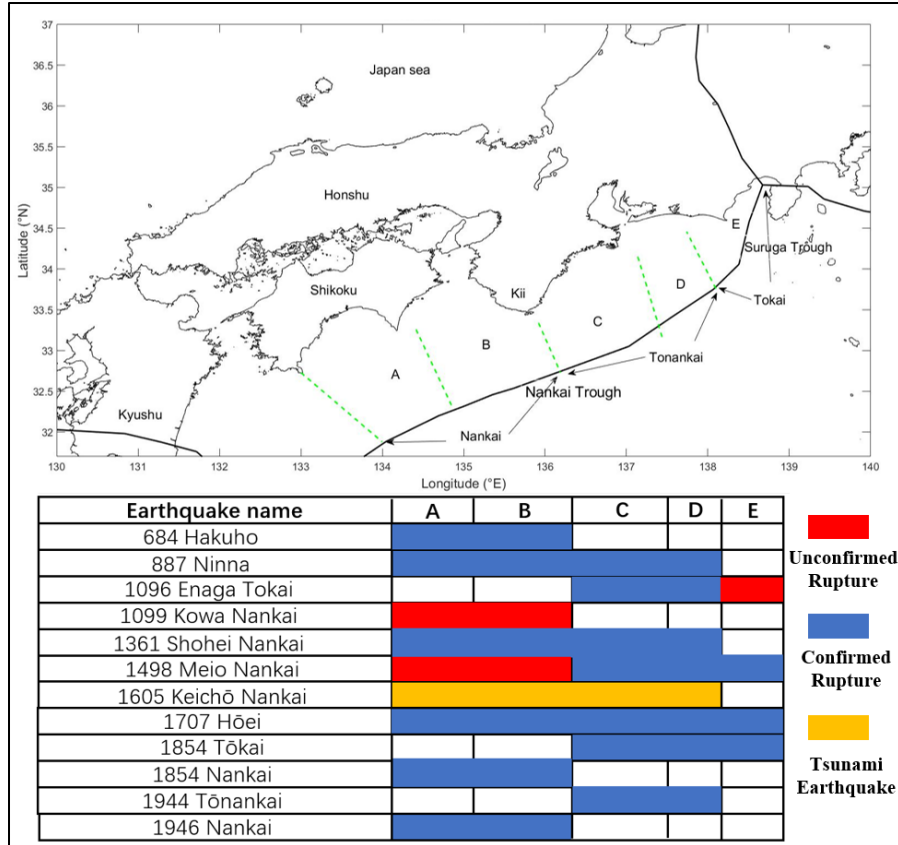 37
36.5
36
35.5
35
34.5
34
33.5
33
32.5
32
Latitude (°N)
Japan sea
Honshu
E
Suruga Trough
Shikoku
Kii
D
Tokai
C
B
Tonankai
A
Nankai Trough
Kyushu
Nankai
130 131 132 133 134 135 136 137 138 139 140
Longitude (°E)
Earthquake name A B C D E
684 Hakuho
887 Ninna
1096 Enaga Tokai
1099 Kowa Nankai
1361 Shohei Nankai
1498 Meio Nankai
1605 Keichō Nankai
1707 Hōei
1854 Tōkai
1854 Nankai
1944 Tōnankai
1946 Nankai
Unconfirmed
Rupture
Confirmed
Rupture
Tsunami
Earthquake